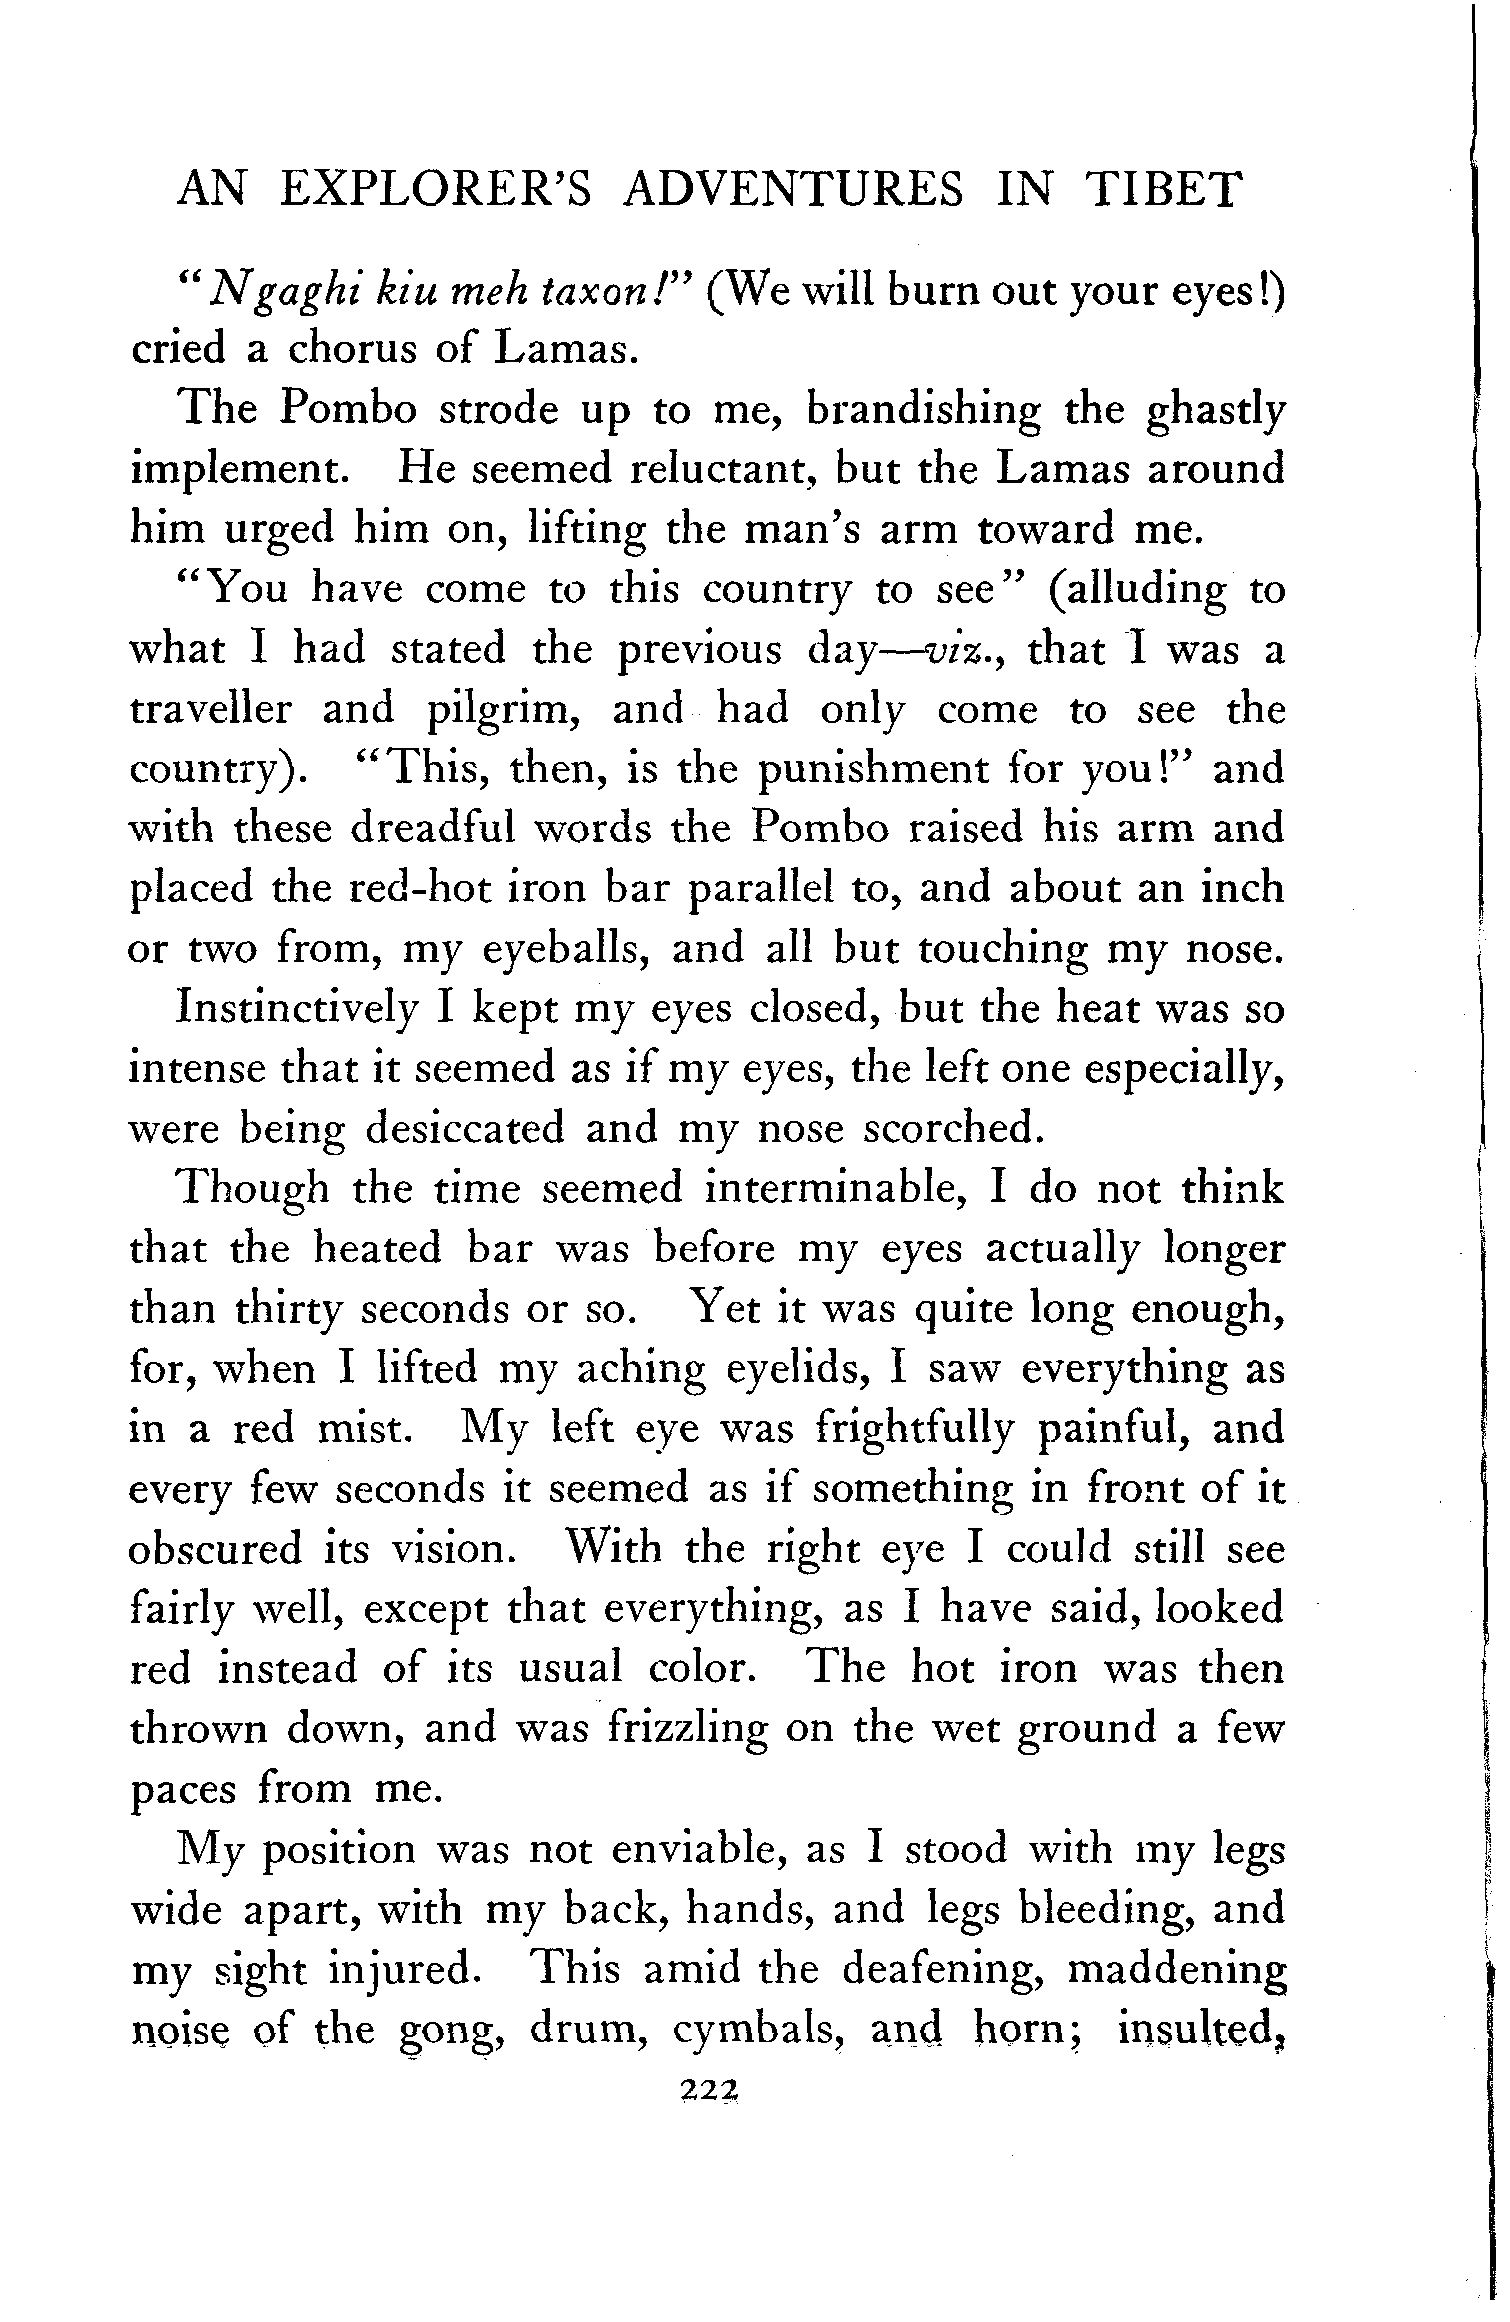 AN EXPLORER'S ADVENTURES IN TIBET
"Ngaghi kiu meh taxon!" (We will burn out your eyes!)
cried a chorus of Lamas.
The Pombo strode up to me, brandishing the ghastly
implement. He seemed reluctant, but the Lamas around
him urged him on, lifting the man's arm toward me.
"You have come to this country to see" (alluding to
what I had stated the previous day—viz., that I was a
traveller and pilgrim, and had only come to see the
country). "This, then, is the punishment for you!" and
with these dreadful words the Pombo raised his arm and
placed the red-hot iron bar parallel to, and about an inch
or two from, my eyeballs, and all but touching my nose.
Instinctively I kept my eyes closed, but the heat was so
intense that it seemed as if my eyes, the left one especially,
were being desiccated and my nose scorched.
Though the time seemed interminable, I do not think
that the heated bar was before my eyes actually longer
than thirty seconds or so. Yet it was quite long enough,
for, when I lifted my aching eyelids, I saw everything as
in a red mist. My left eye was frightfully painful, and
every few seconds it seemed as if something in front of it
obscured its vision. With the right eye I could still see
fairly well, except that everything, as I have said, looked
red instead of its usual color. The hot iron was then
thrown down, and was frizzling on the wet ground a few
paces from me.
My position was not enviable, as I stood with my legs
wide apart, with my back, hands, and legs bleeding, and
my sight injured. This amid the deafening, maddening
noise of the gong, drum, cymbals, and horn; insulted,
222